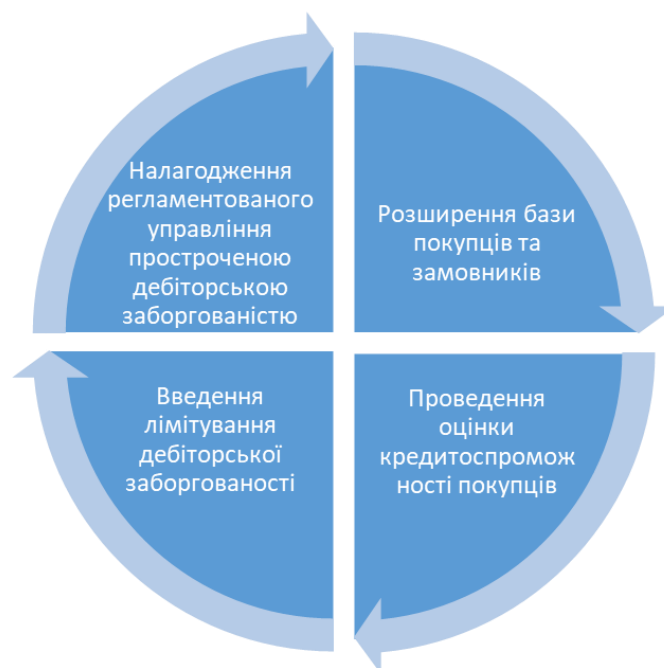 Налагодження
регламентованого
управління
простроченою
дебіторською
заборгованістю
Розширення бази
покупців та
замовників
Введення
лімітування
дебіторської
заборгованості
Проведення
оцінки
кредитоспромож
ності покупців